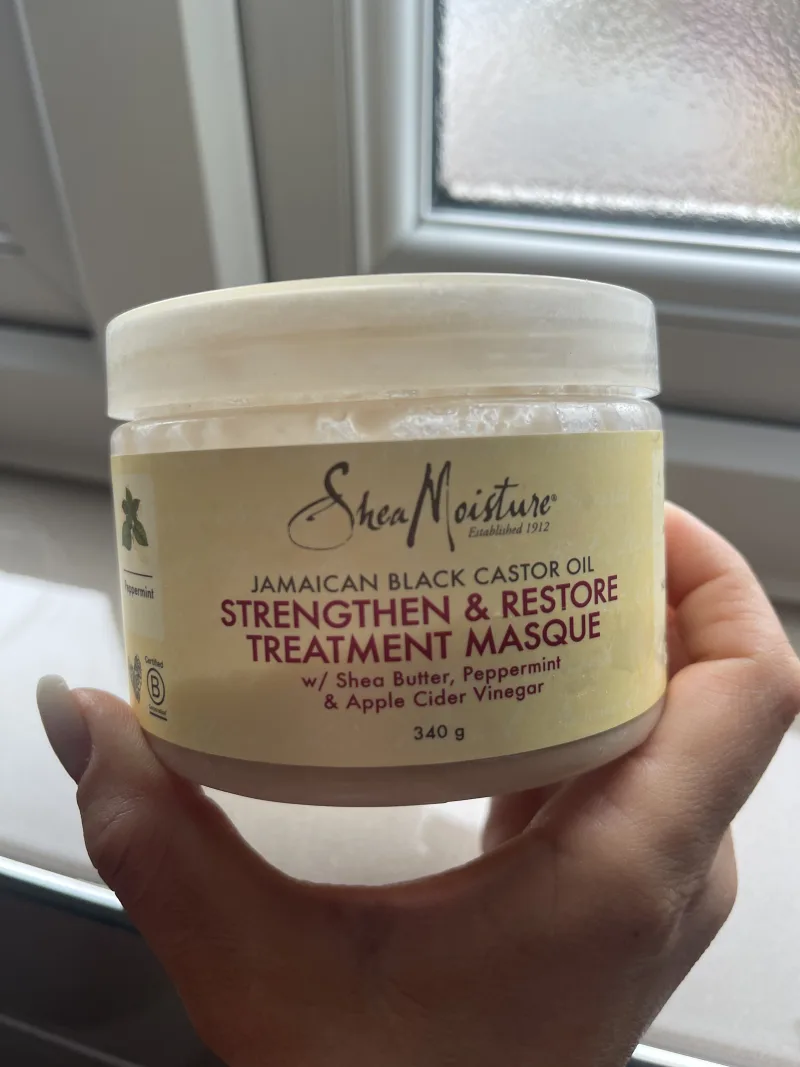 SheaMoisture®
Established 1912
JAMAICAN BLACK CASTOR OIL
STRENGTHEN & RESTORE
TREATMENT MASQUE
w/ Shea Butter, Peppermint
& Apple Cider Vinegar
340 g
Peppermint
Certified
B